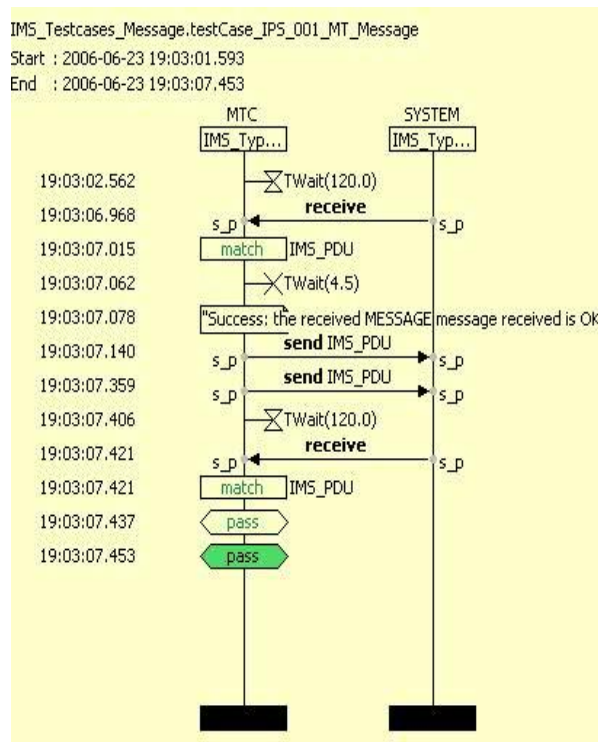 IMS_Testcases_Message.testCase_IPS_001_MT_Message
Start : 2006-06-23 19:03:01.593
End : 2006-06-23 19:03:07.453
MTC SYSTEM
IMS_Typ... IMS_Typ...
19:03:02.562 TWait(120.0)
19:03:06.968 s_p receive s_p
19:03:07.015 match IMS_PDU
19:03:07.062 TWait(4.5)
19:03:07.078 "Success: the received MESSAGE message received is OK
19:03:07.140 s_p send IMS_PDU s_p
19:03:07.359 s_p send IMS_PDU s_p
19:03:07.406 TWait(120.0)
19:03:07.421 s_p receive s_p
19:03:07.421 match IMS_PDU
19:03:07.437 pass
19:03:07.453 pass